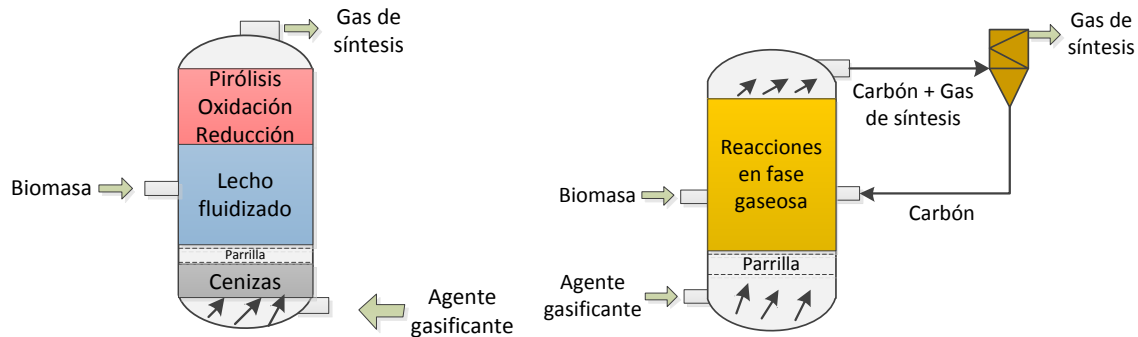 Gas de
síntesis
Pirólisis
Oxidación
Reducción
Biomasa
Lecho
fluidizado
Parrilla
Cenizas
Agente
gasificante
Gas de
síntesis
Carbón + Gas
de síntesis
Reacciones
en fase
gaseosa
Biomasa
Carbón
Parrilla
Agente
gasificante